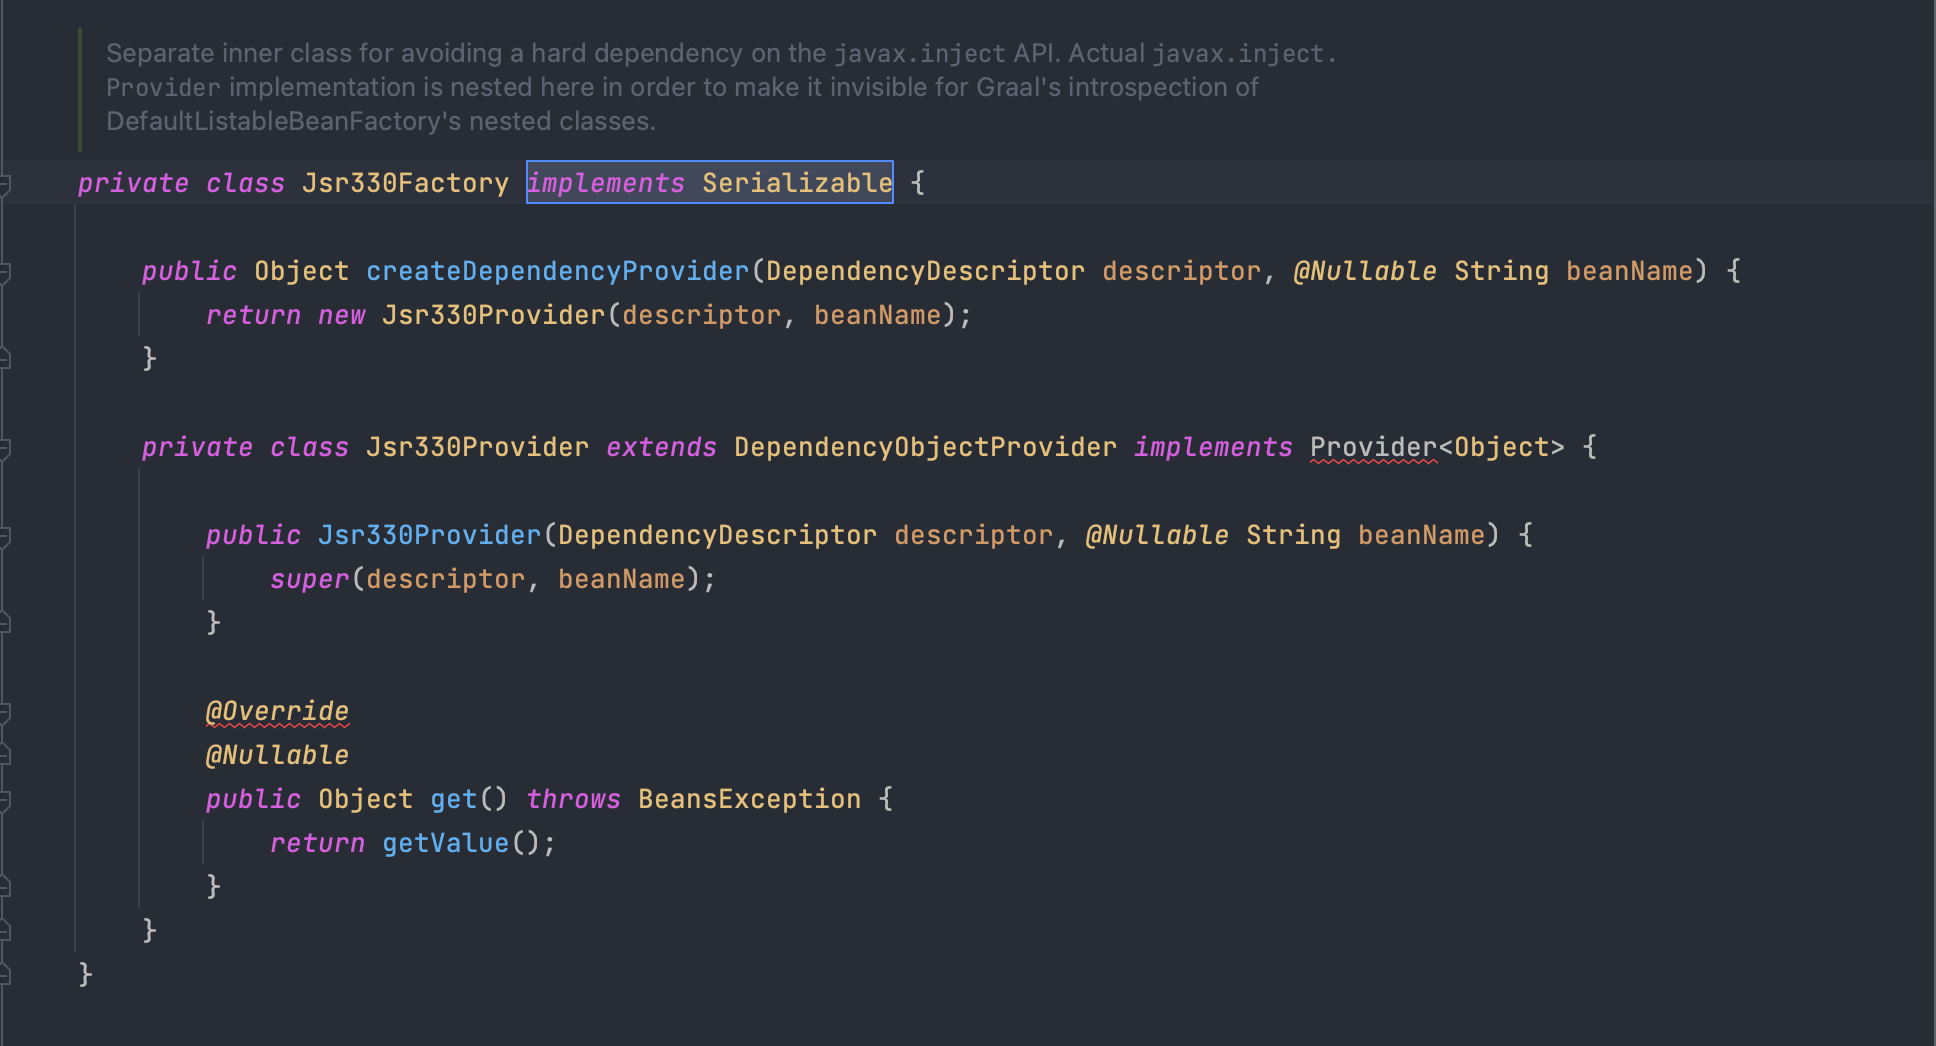 Separate inner class for avoiding a hard dependency on the javax.inject API. Actual javax.inject.
Provider implementation is nested here in order to make it invisible for Graal's introspection of
DefaultListableBeanFactory's nested classes.
private class Jsr330Factory implements Serializable {
public Object createDependencyProvider(DependencyDescriptor descriptor, @Nullable String beanName) {
return new Jsr330Provider(descriptor, beanName);
}
private class Jsr330Provider extends DependencyObjectProvider implements Provider<Object> {
public Jsr330Provider(DependencyDescriptor descriptor, @Nullable String beanName) {
super(descriptor, beanName);
}
@Override
@Nullable
public Object get() throws BeansException {
return getValue();
}
}
}